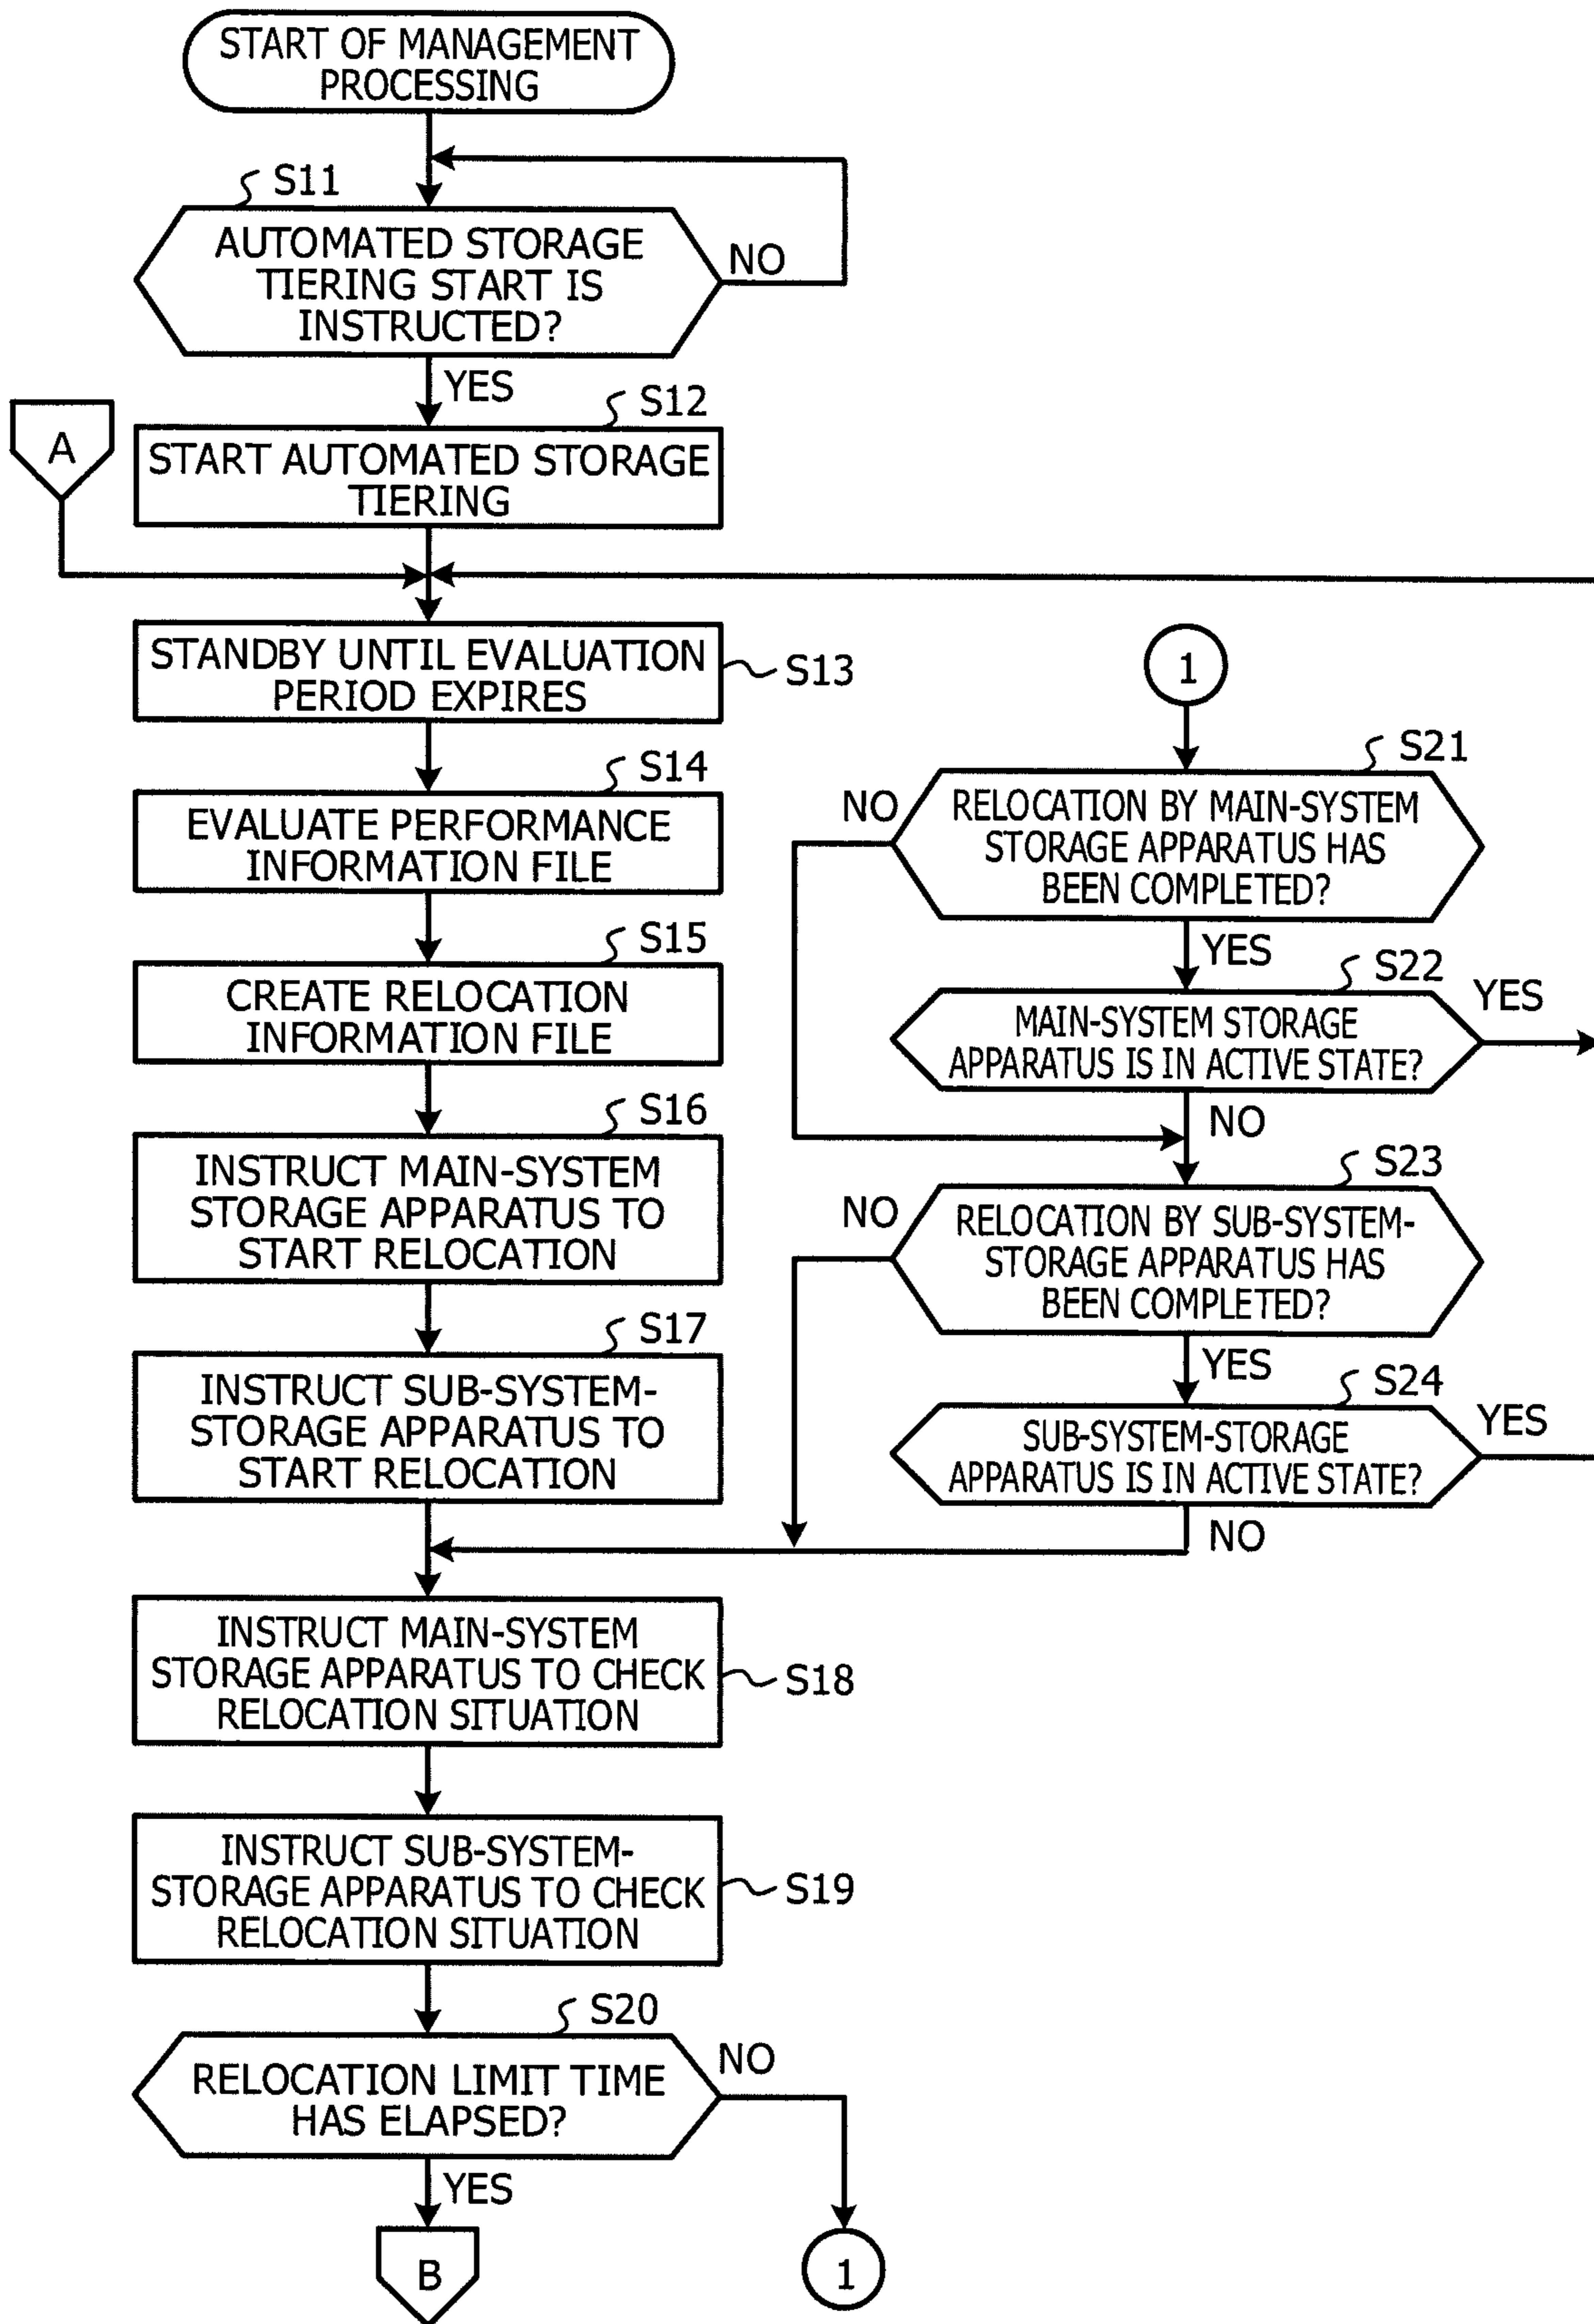 START OF MANAGEMENT
PROCESSING
S11
AUTOMATED STORAGE
TIERING START IS
INSTRUCTED?
NO
YES
S12
A
START AUTOMATED STORAGE
TIERING
STANDBY UNTIL EVALUATION
PERIOD EXPIRES
S13
S14
EVALUATE PERFORMANCE
INFORMATION FILE
S15
CREATE RELOCATION
INFORMATION FILE
S16
INSTRUCT MAIN-SYSTEM
STORAGE APPARATUS TO
START RELOCATION
S17
INSTRUCT SUB-SYSTEM-
STORAGE APPARATUS TO
START RELOCATION
INSTRUCT MAIN-SYSTEM
STORAGE APPARATUS TO CHECK
RELOCATION SITUATION
S18
INSTRUCT SUB-SYSTEM-
STORAGE APPARATUS TO CHECK
RELOCATION SITUATION
S19
S20
RELOCATION LIMIT TIME
HAS ELAPSED?
NO
YES
B
1
1
S21
NO
RELOCATION BY MAIN-SYSTEM
STORAGE APPARATUS HAS
BEEN COMPLETED?
YES
S22
YES
MAIN-SYSTEM STORAGE
APPARATUS IS IN ACTIVE STATE?
NO
S23
NO
RELOCATION BY SUB-SYSTEM-
STORAGE APPARATUS HAS
BEEN COMPLETED?
YES
S24
YES
SUB-SYSTEM-STORAGE
APPARATUS IS IN ACTIVE STATE?
NO